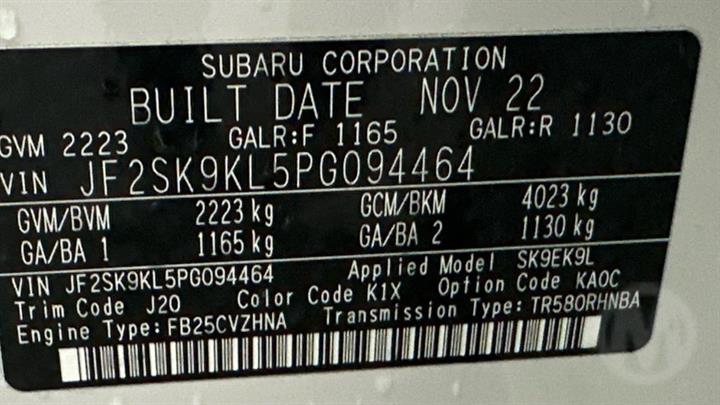 SUBARU CORPORATION
BUILT DATE NOV 22
GVM 2223 GALR:F 1165 GALR:R 1130
VIN JF2SK9KL5PG094464
GVM/BVM 2223 kg GCM/BKM 4023 kg
GA/BA 1 1165 kg GA/BA 2 1130 kg
VIN JF2SK9KL5PG094464 Applied Model SK9EK9L
Trim Code J20 Color Code K1X Option Code KA0C
Engine Type:FB25CVZHNA Transmission Type:TR580RHNBA